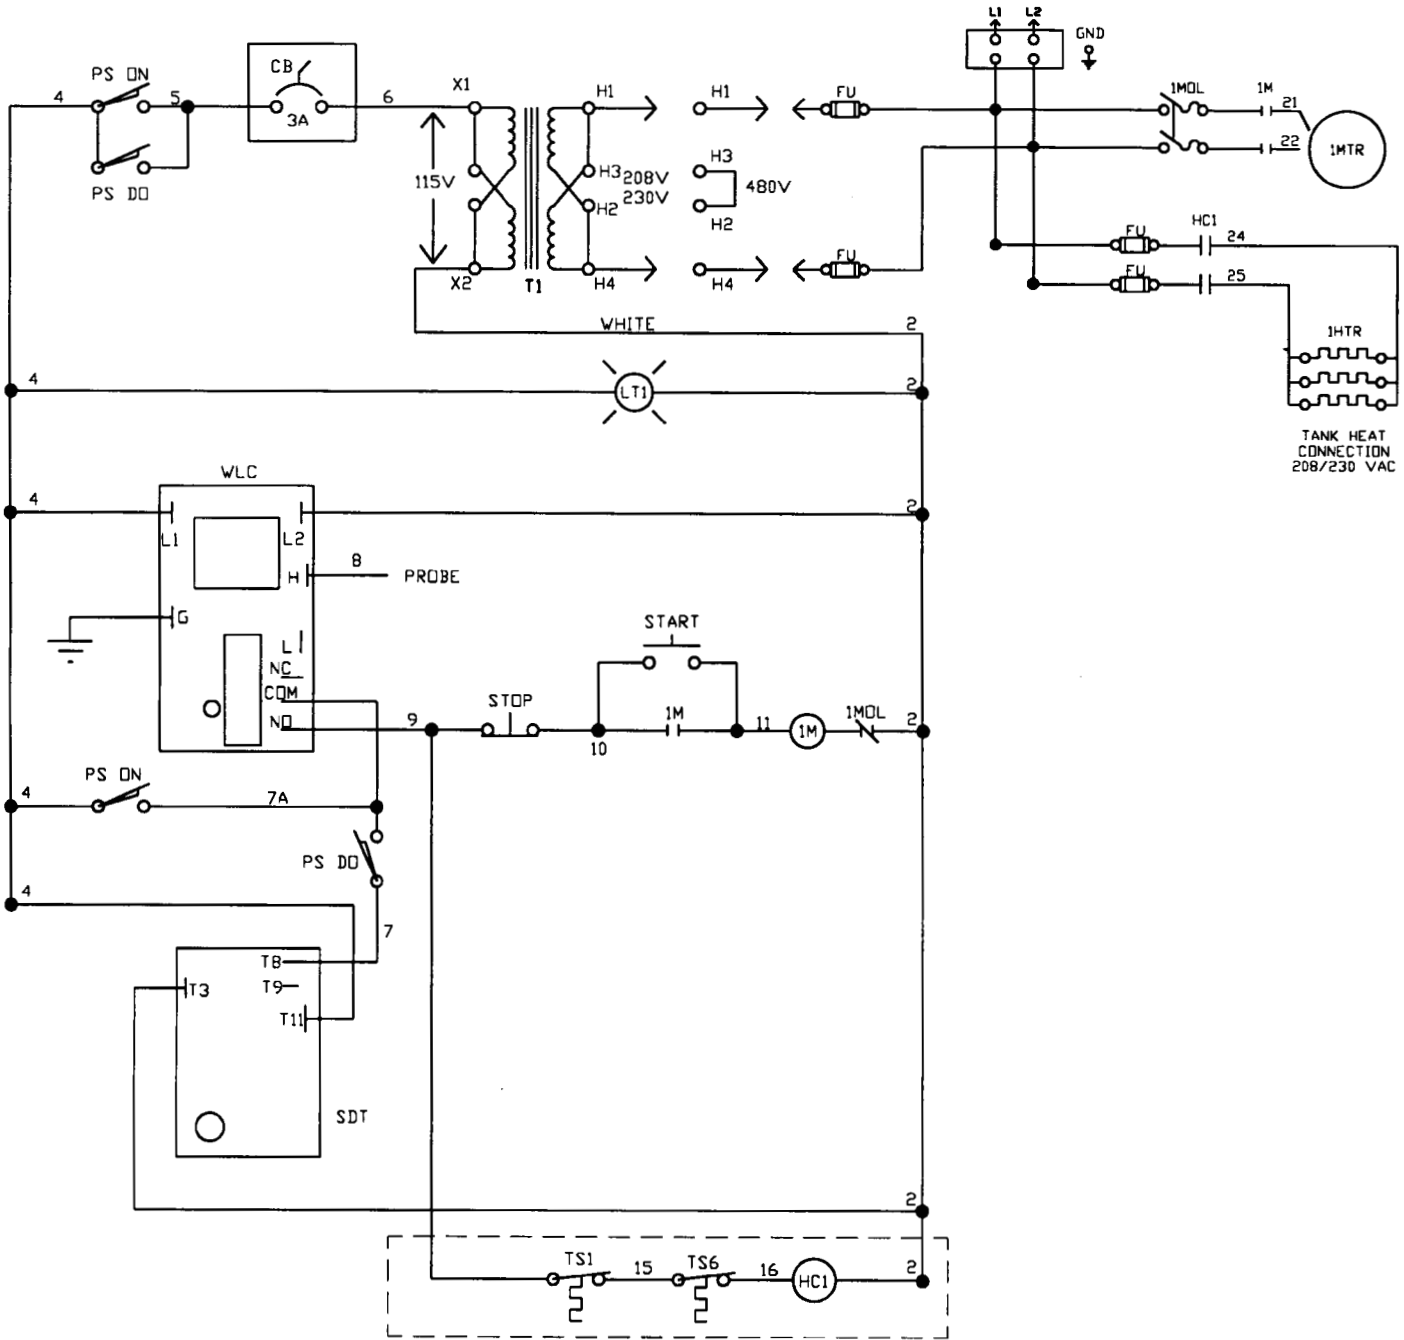 L1 L2
GND
PS ON
CB
4
5
3A
6
X1
H1
H1
FU
1MOL
1M
21
22
1MTR
PS DO
115V
H3
208V
230V
H2
H3
480V
H2
X2
T1
H4
H4
FU
FU
HC1
24
FU
25
WHITE
2
1HTR
4
LT1
2
TANK HEAT
CONNECTION
208/230 VAC
WLC
4
L1
L2
2
H
8
PROBE
G
L
NC
COM
NO
START
9
STOP
10
1M
11
1M
1MOL
2
PS ON
4
7A
PS DO
4
7
T8
T3
T9
T11
SDT
2
TS1
15
TS6
16
HC1
2